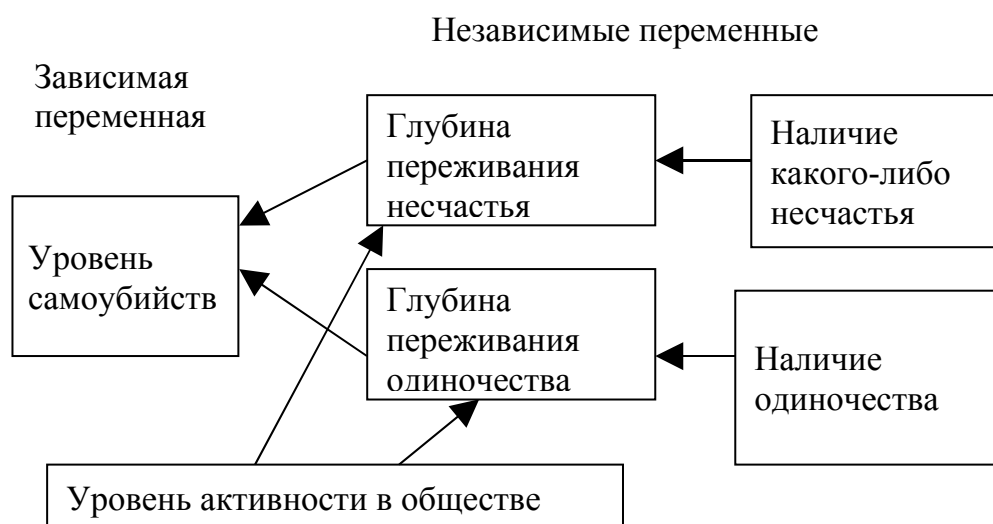 Независимые переменные
Зависимая
переменная
Глубина
переживания
несчастья
Наличие
какого-либо
несчастья
Уровень
самоубийств
Глубина
переживания
одиночества
Наличие
одиночества
Уровень активности в обществе